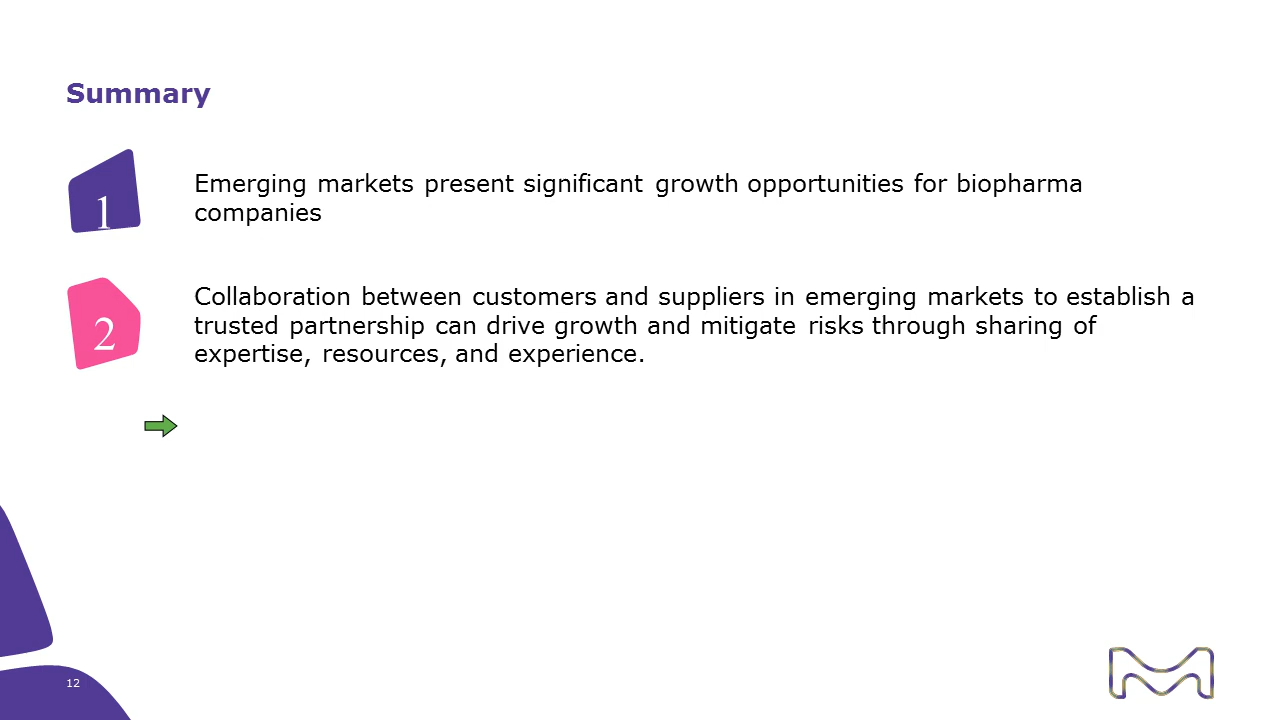 Summary
1
Emerging markets present significant growth opportunities for biopharma
companies
2
Collaboration between customers and suppliers in emerging markets to establish a
trusted partnership can drive growth and mitigate risks through sharing of
expertise, resources, and experience.
12